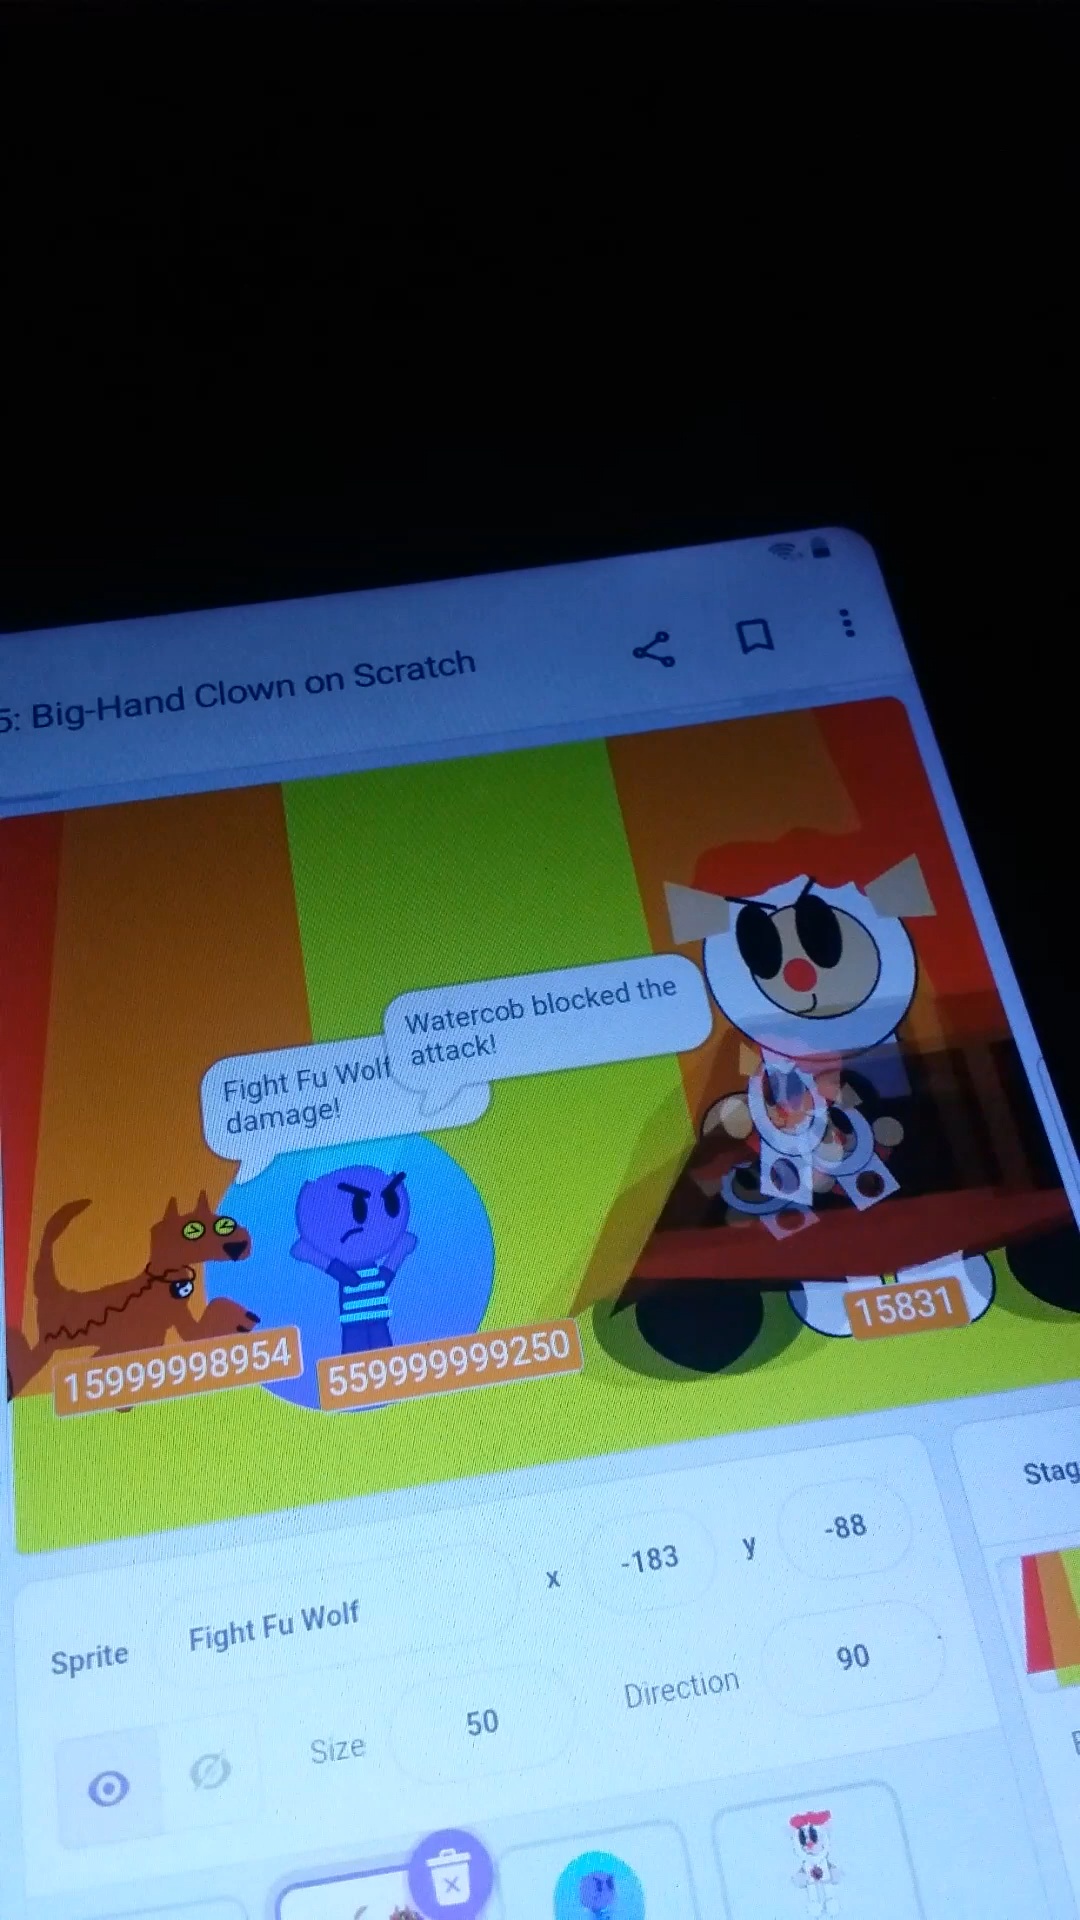 5: Big-Hand Clown on Scratch
Watercob blocked the
attack!
Fight Fu Wolf
damage!
15999998954
559999999250
15831
Sprite
Fight Fu Wolf
x
-183
y
-88
Size
50
Direction
90
Stag